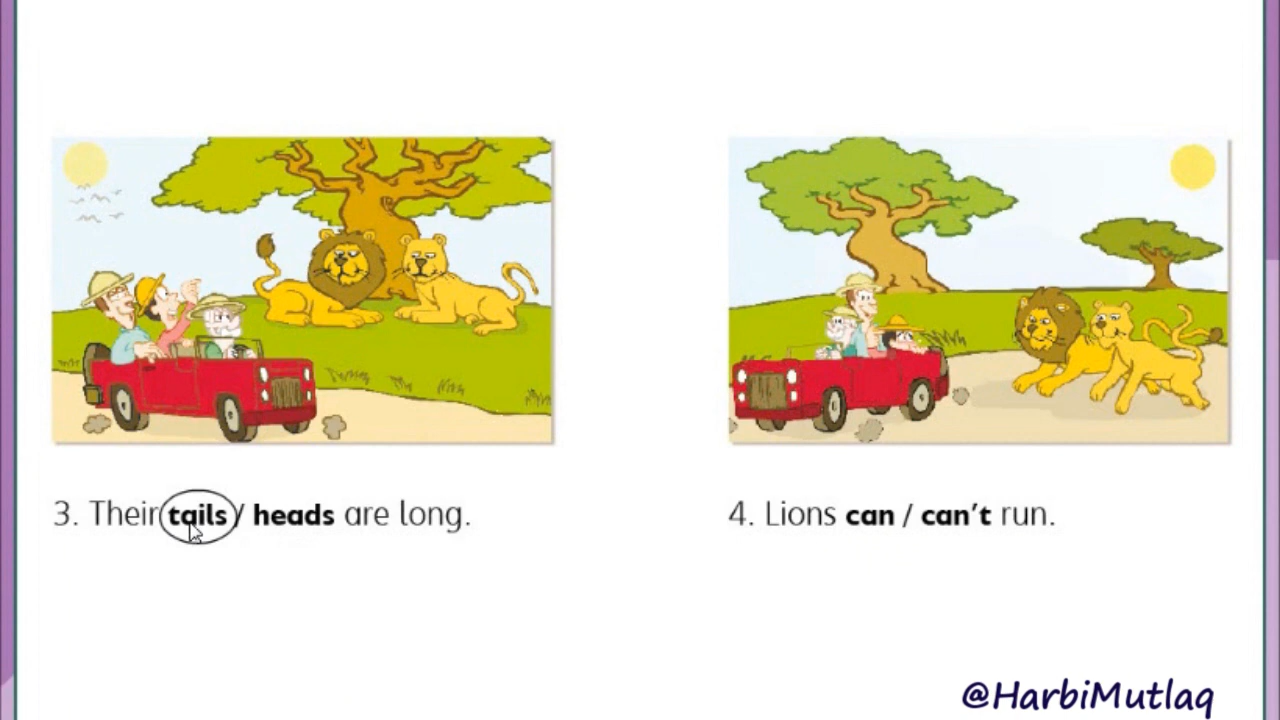 3. Their tails / heads are long.
4. Lions can / can't run.
@HarbiMutlaq